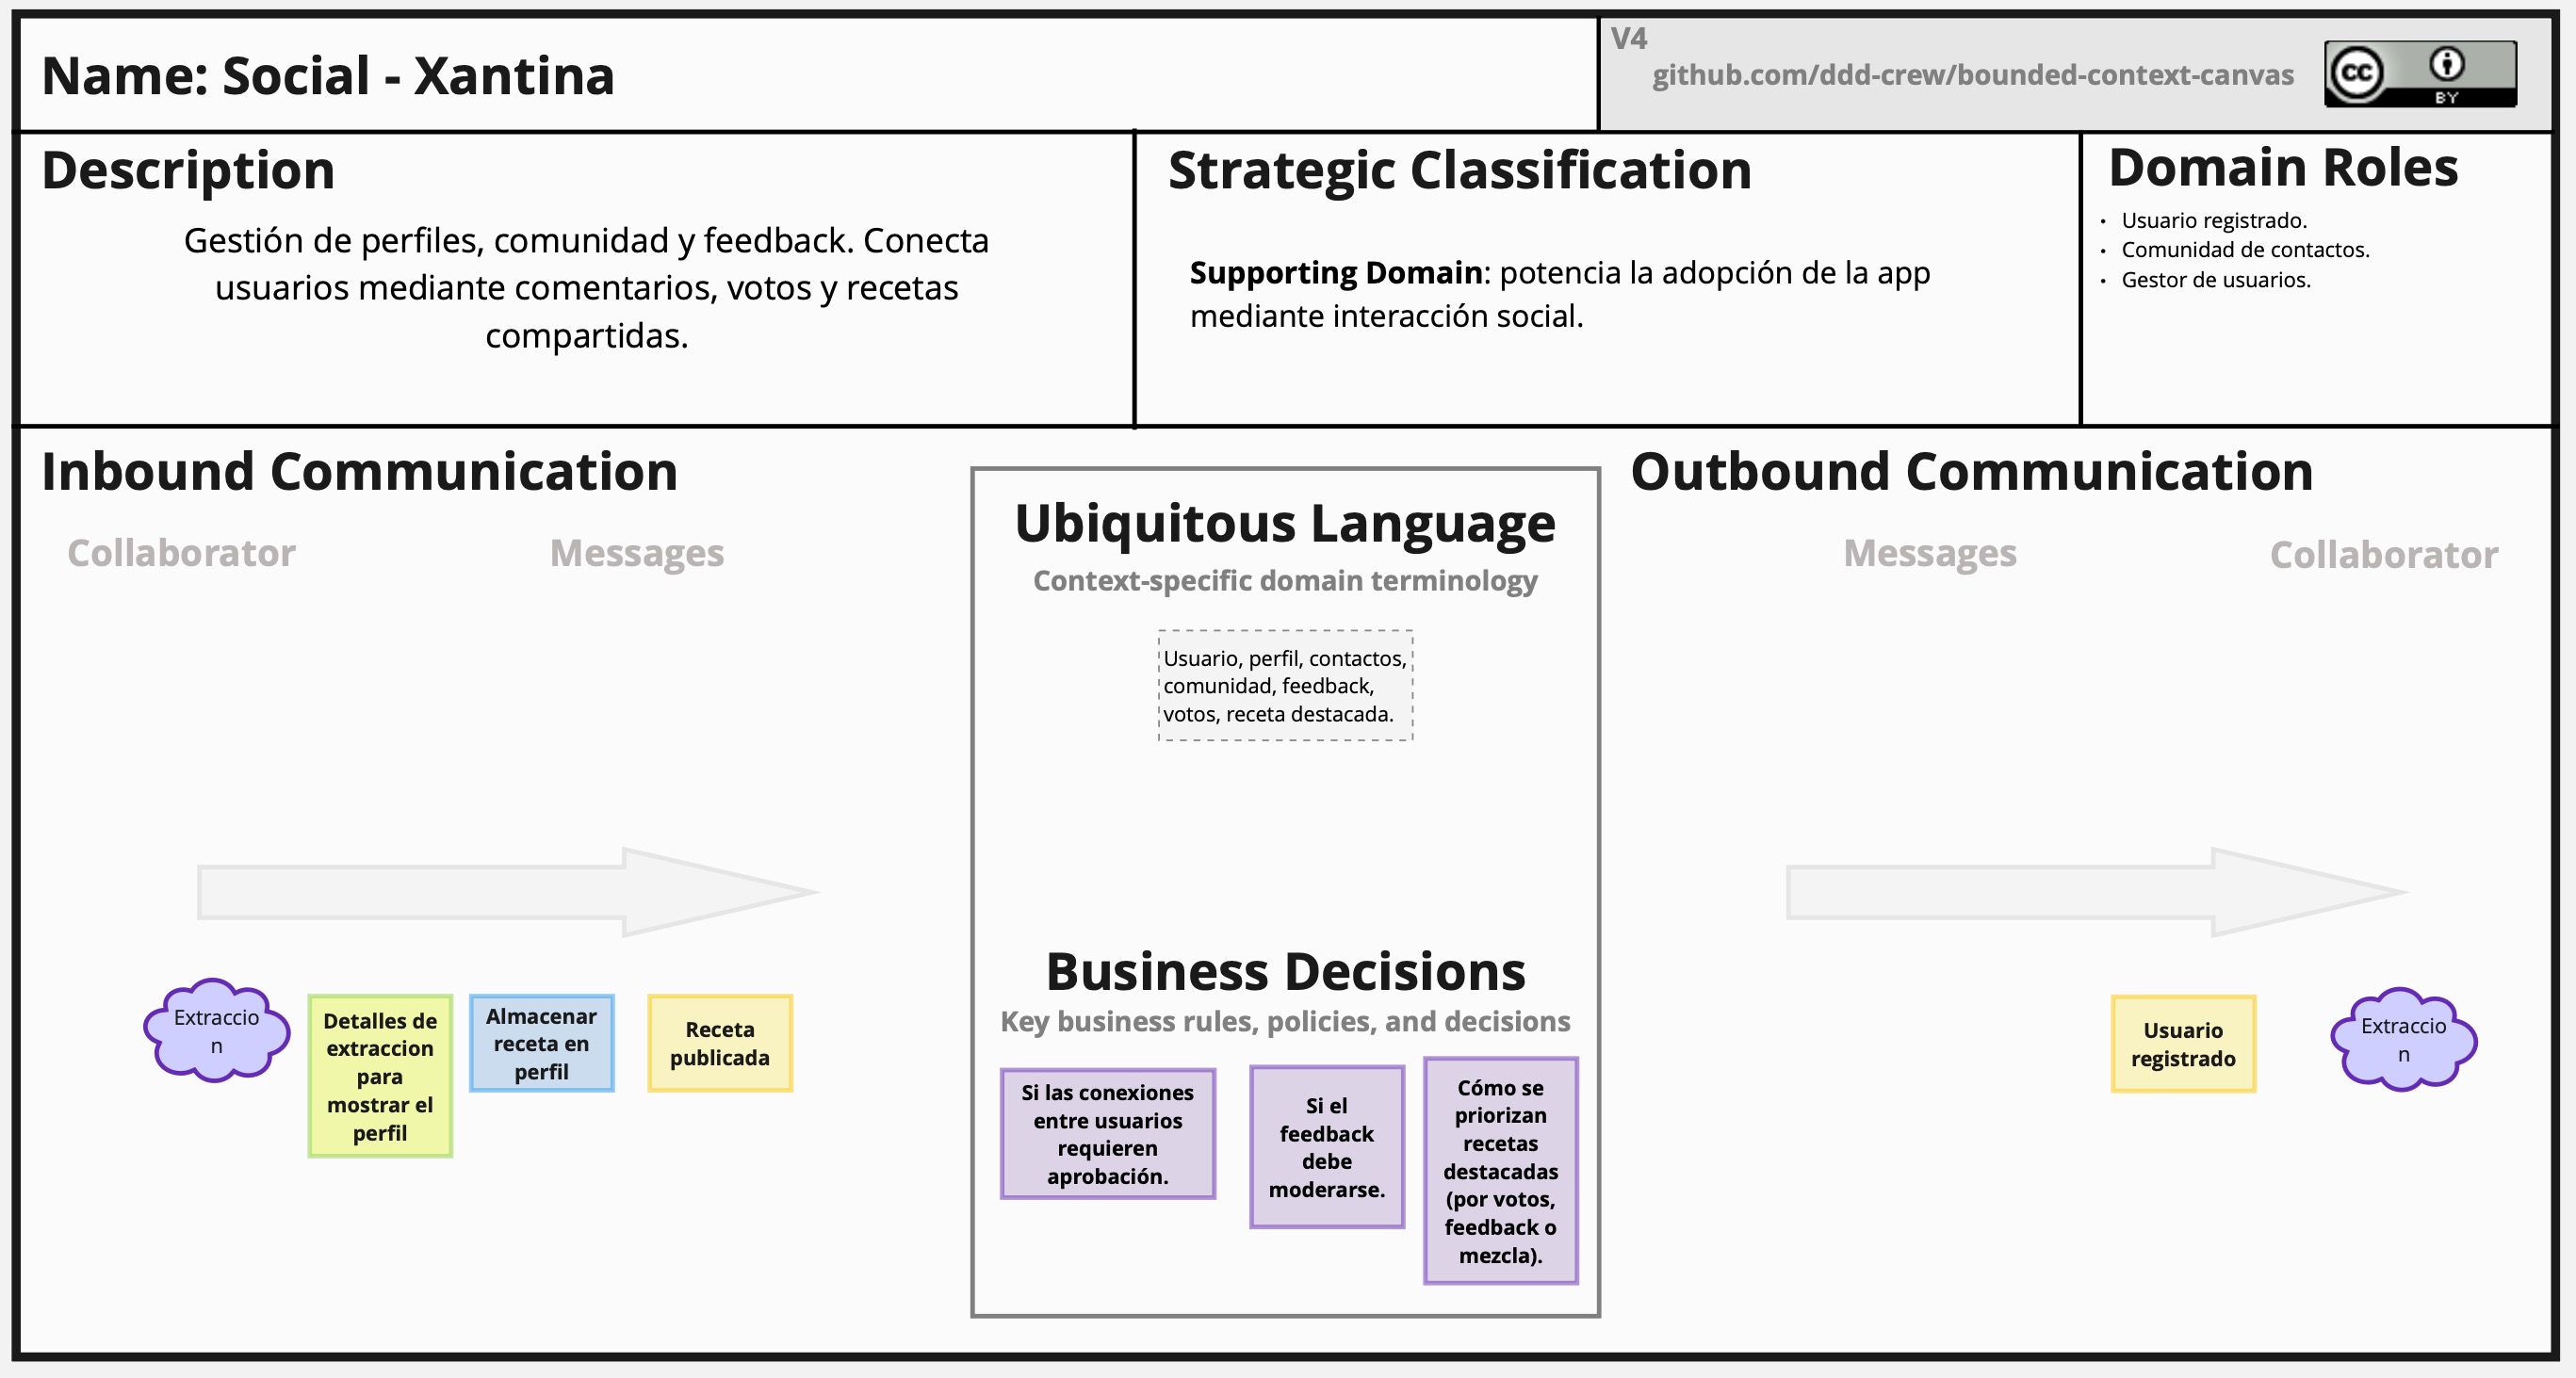 Name: Social - Xantina
V4
github.com/ddd-crew/bounded-context-canvas
cc
BY
Description
Gestión de perfiles, comunidad y feedback. Conecta
usuarios mediante comentarios, votos y recetas
compartidas.
Strategic Classification
Supporting Domain: potencia la adopción de la app
mediante interacción social.
Domain Roles
• Usuario registrado.
• Comunidad de contactos.
• Gestor de usuarios.
Inbound Communication
Collaborator
Messages
Extraccio
n
Detalles de
extraccion
para
mostrar el
perfil
Almacenar
receta en
perfil
Receta
publicada
Ubiquitous Language
Context-specific domain terminology
Usuario, perfil, contactos,
comunidad, feedback,
votos, receta destacada.
Business Decisions
Key business rules, policies, and decisions
Si las conexiones
entre usuarios
requieren
aprobación.
Si el
feedback
debe
moderarse.
Cómo se
priorizan
recetas
destacadas
(por votos,
feedback o
mezcla).
Outbound Communication
Messages
Collaborator
Usuario
registrado
Extraccio
n